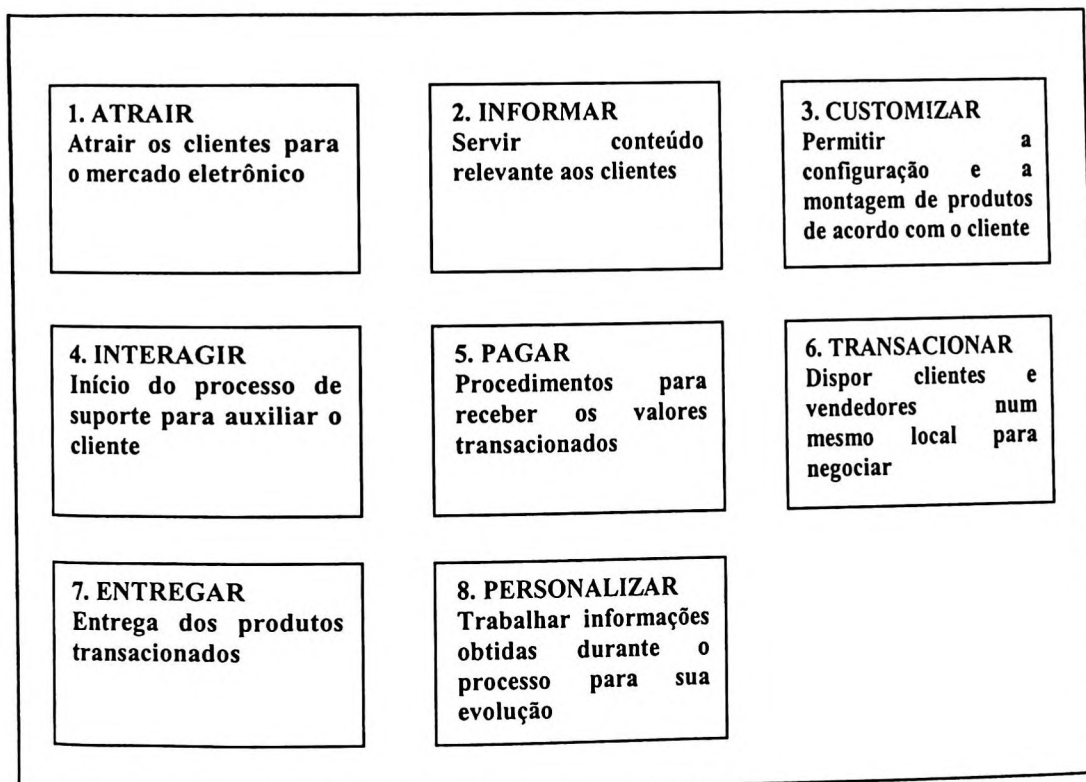 1. ATRAIR
Atrair os clientes para
o mercado eletrônico
2. INFORMAR
Servir conteúdo
relevante aos clientes
3. CUSTOMIZAR
Permitir a
configuração e a
montagem de produtos
de acordo com o cliente
4. INTERAGIR
Início do processo de
suporte para auxiliar o
cliente
5. PAGAR
Procedimentos para
receber os valores
transacionados
6. TRANSACIONAR
Dispor clientes e
vendedores num
mesmo local para
negociar
7. ENTREGAR
Entrega dos produtos
transacionados
8. PERSONALIZAR
Trabalhar informações
obtidas durante o
processo para sua
evolução